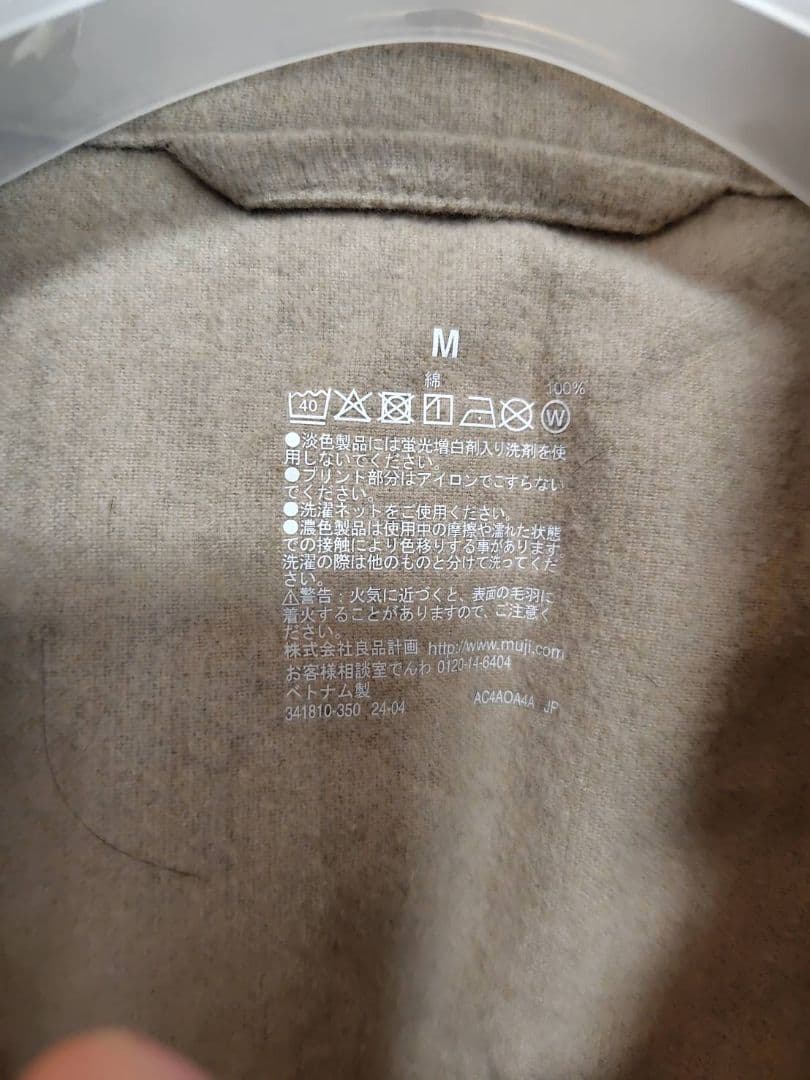 M
綿 100%
40 W
●淡色製品には蛍光増白剤入り洗剤を使
用しないでください。
●プリント部分はアイロンでこすらない
でください。
●洗濯ネットをご使用ください。
●濃色製品は使用中の摩擦や濡れた状態
での接触により色移りする事があります。
洗濯の際は他のものと分けて洗ってくだ
さい。
⚠警告：火気に近づくと、表面の毛羽に
着火することがありますので、ご注意く
ださい。
株式会社良品計画 http://www.muji.com
お客様相談室でんわ 0120-14-6404
ベトナム製
341810-350 24-04 AC4AOA4A JP